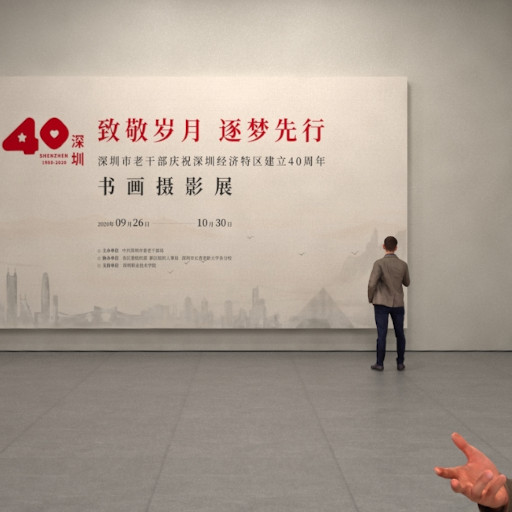 40 深圳
SHENZHEN
1980-2020
致敬岁月 逐梦先行
深圳市老干部庆祝深圳经济特区建立40周年
书画摄影展
2020年 09月26日 10月30日